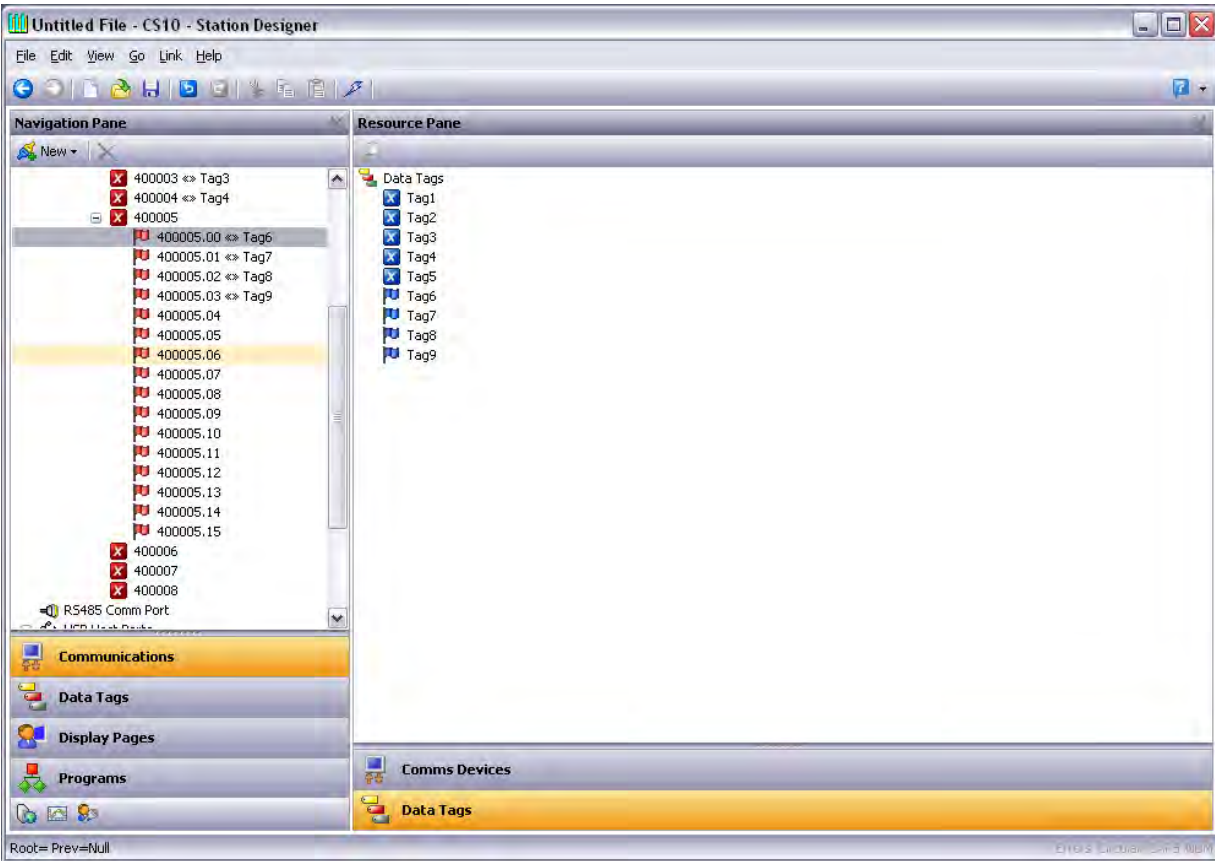 Untitled File - CS10 - Station Designer
File Edit View Go Link Help
Navigation Pane
New
400003 «» Tag3
400004 «» Tag4
400005
400005.00 «» Tag6
400005.01 «» Tag7
400005.02 «» Tag8
400005.03 «» Tag9
400005.04
400005.05
400005.06
400005.07
400005.08
400005.09
400005.10
400005.11
400005.12
400005.13
400005.14
400005.15
400006
400007
400008
RS485 Comm Port
Communications
Data Tags
Display Pages
Programs
Resource Pane
Data Tags
Tag1
Tag2
Tag3
Tag4
Tag5
Tag6
Tag7
Tag8
Tag9
Comms Devices
Data Tags
Root= Prev=Null